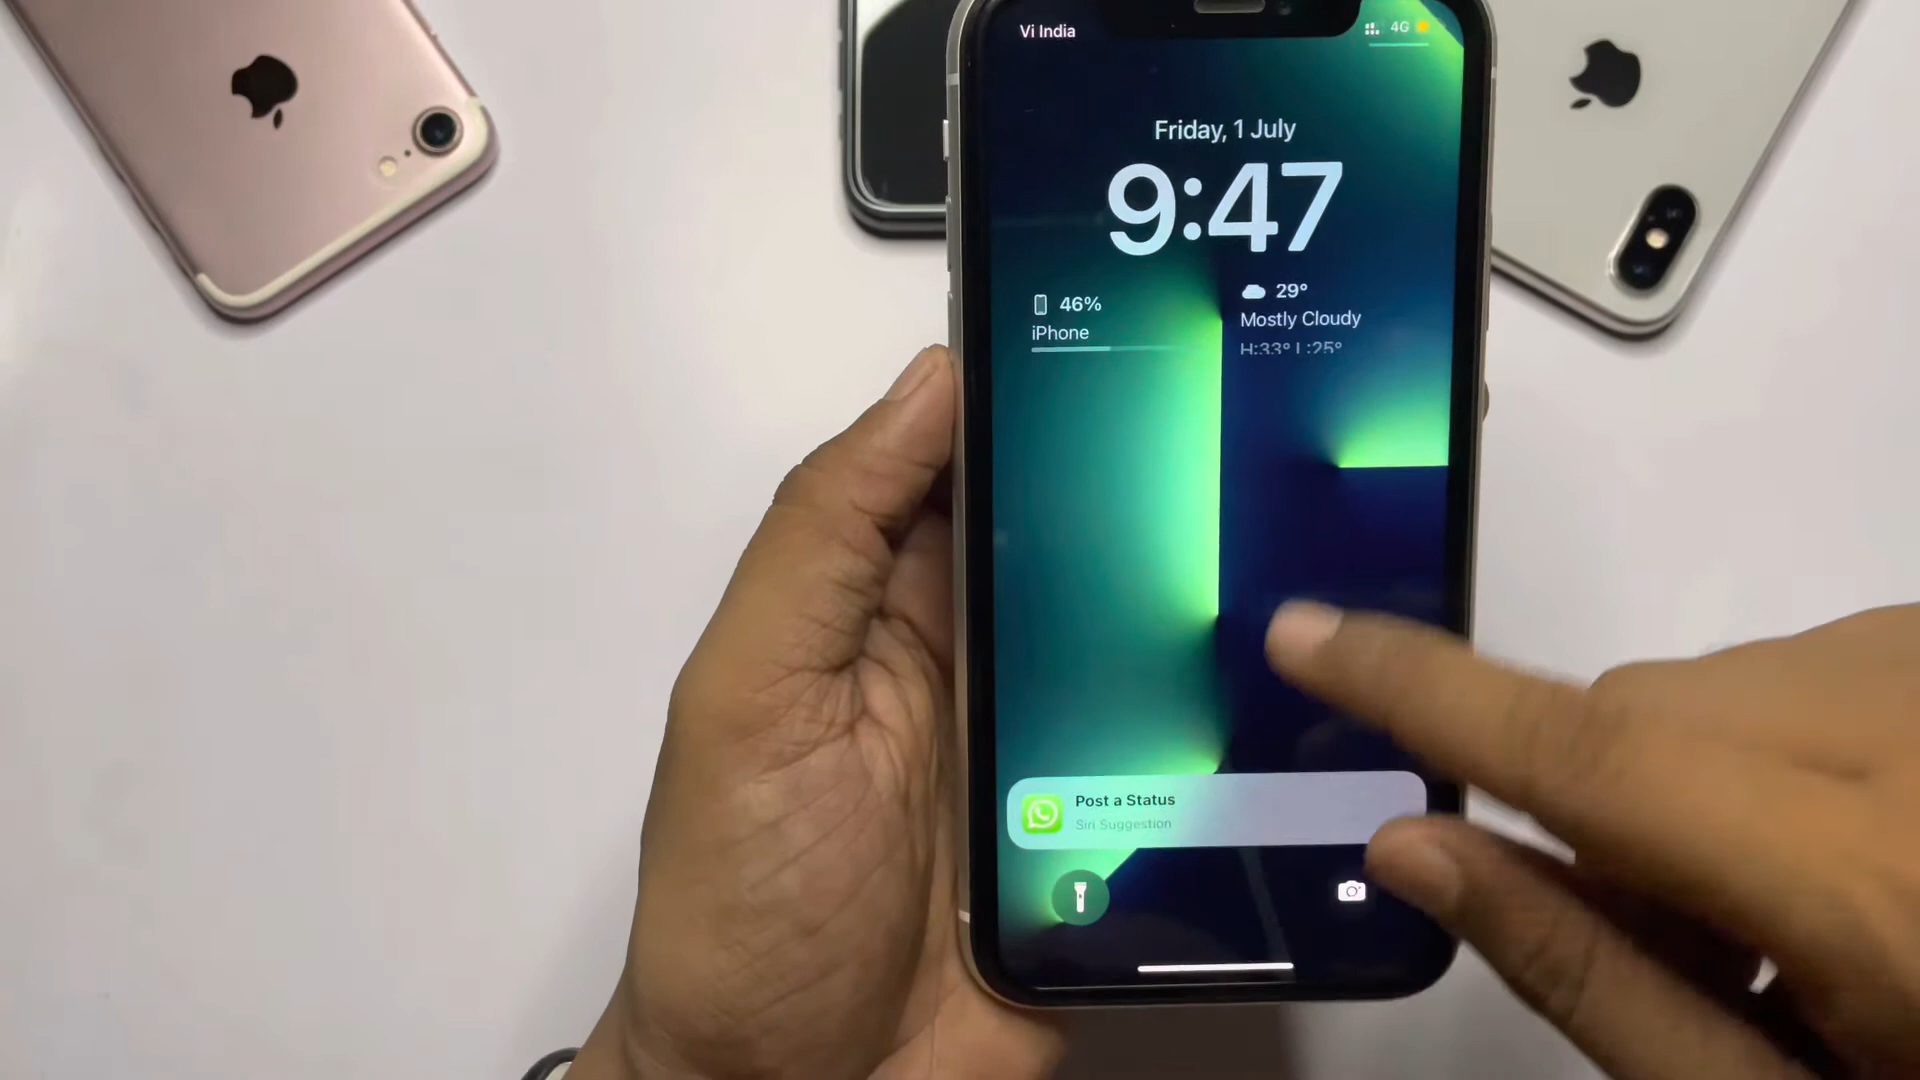 Vi India
4G
Friday, 1 July
9:47
46%
iPhone
29°
Mostly Cloudy
H:33° L:25°
Post a Status
Siri Suggestion